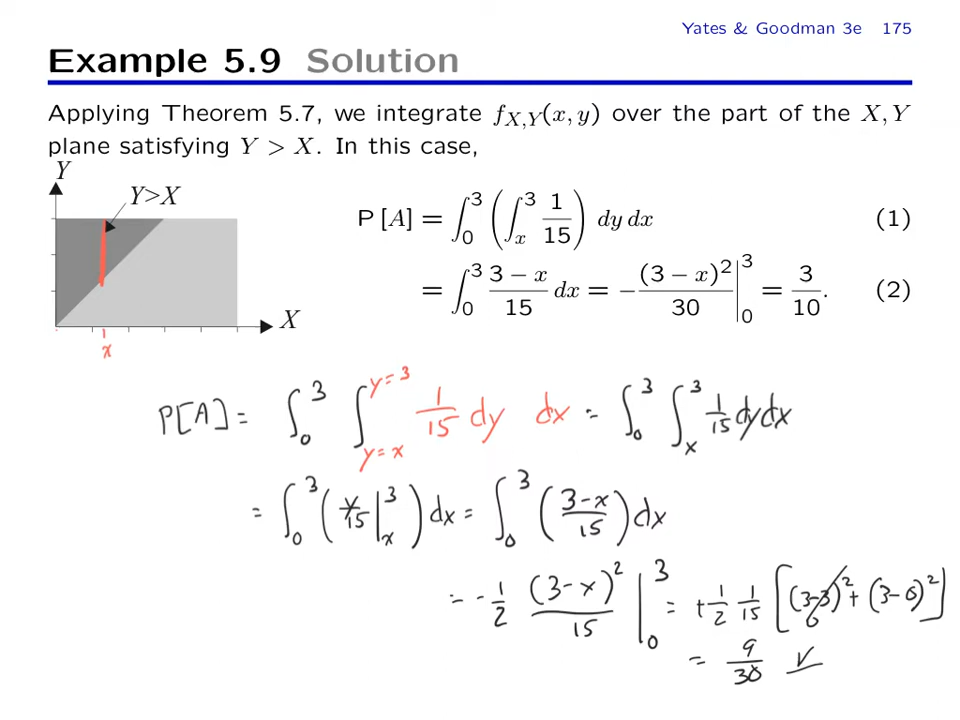 Yates & Goodman 3e 175
Example 5.9 Solution
Applying Theorem 5.7, we integrate f_{X,Y}(x, y) over the part of the X, Y
plane satisfying Y > X. In this case,
Y
Y>X
X
1
x
P[A] = ∫_0^3 (∫_x^3 1/15) dy dx (1)
= ∫_0^3 (3 − x)/15 dx = −(3 − x)^2/30 |_0^3 = 3/10. (2)
P[A] = ∫_0^3 ∫_{y=x}^{y=3} 1/15 dy dx = ∫_0^3 ∫_x^3 1/15 dy dx
= ∫_0^3 (y/15 |_x^3) dx = ∫_0^3 ((3-x)/15) dx
= -1/2 (3-x)^2/15 |_0^3 = +1/2 1/15 [(3-3)^2 + (3-0)^2]
0
= 9/30 ✓